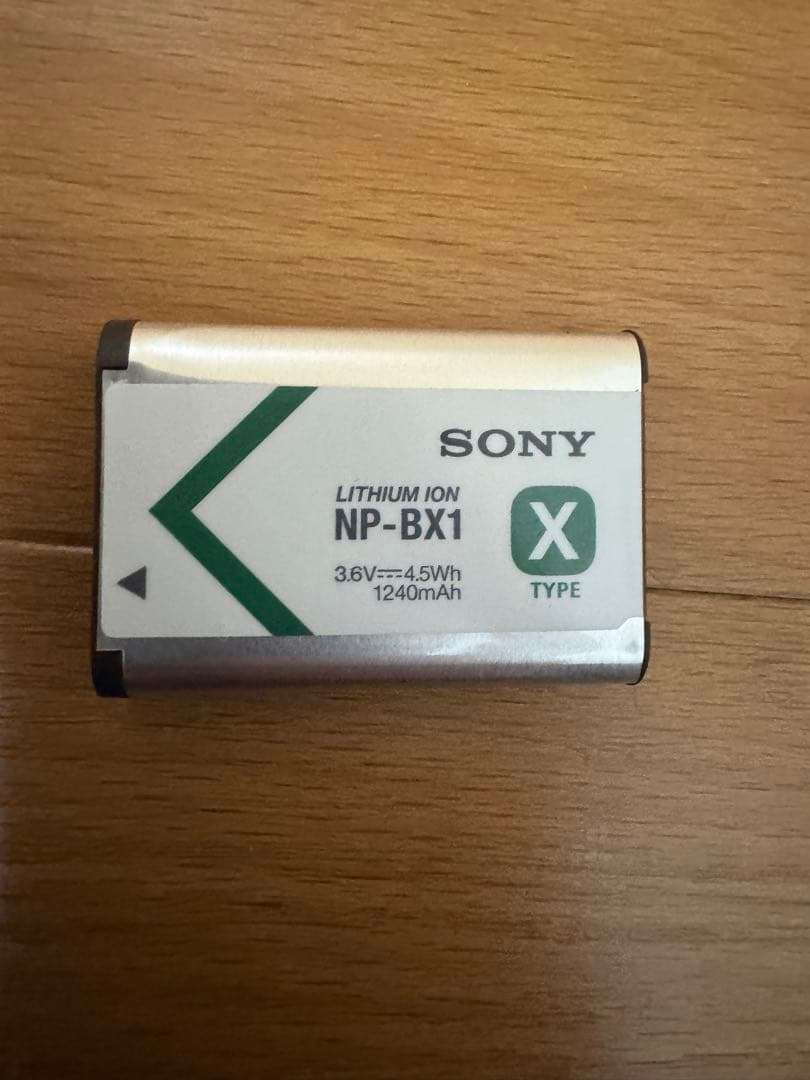 SONY
LITHIUM ION
NP-BX1
3.6V⎓4.5Wh
1240mAh
X
TYPE